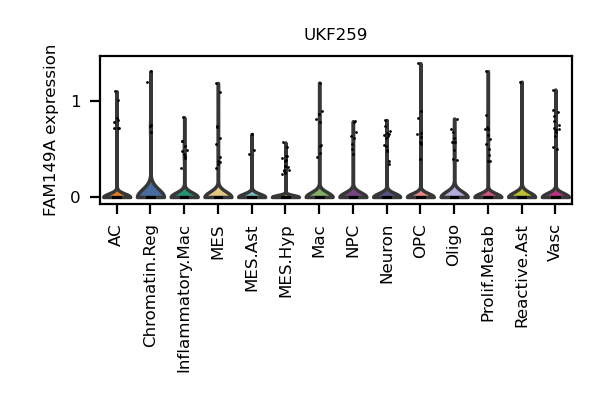 UKF259
FAM149A expression
1
0
AC
Chromatin.Reg
Inflammatory.Mac
MES
MES.Ast
MES.Hyp
Mac
NPC
Neuron
OPC
Oligo
Prolif.Metab
Reactive.Ast
Vasc